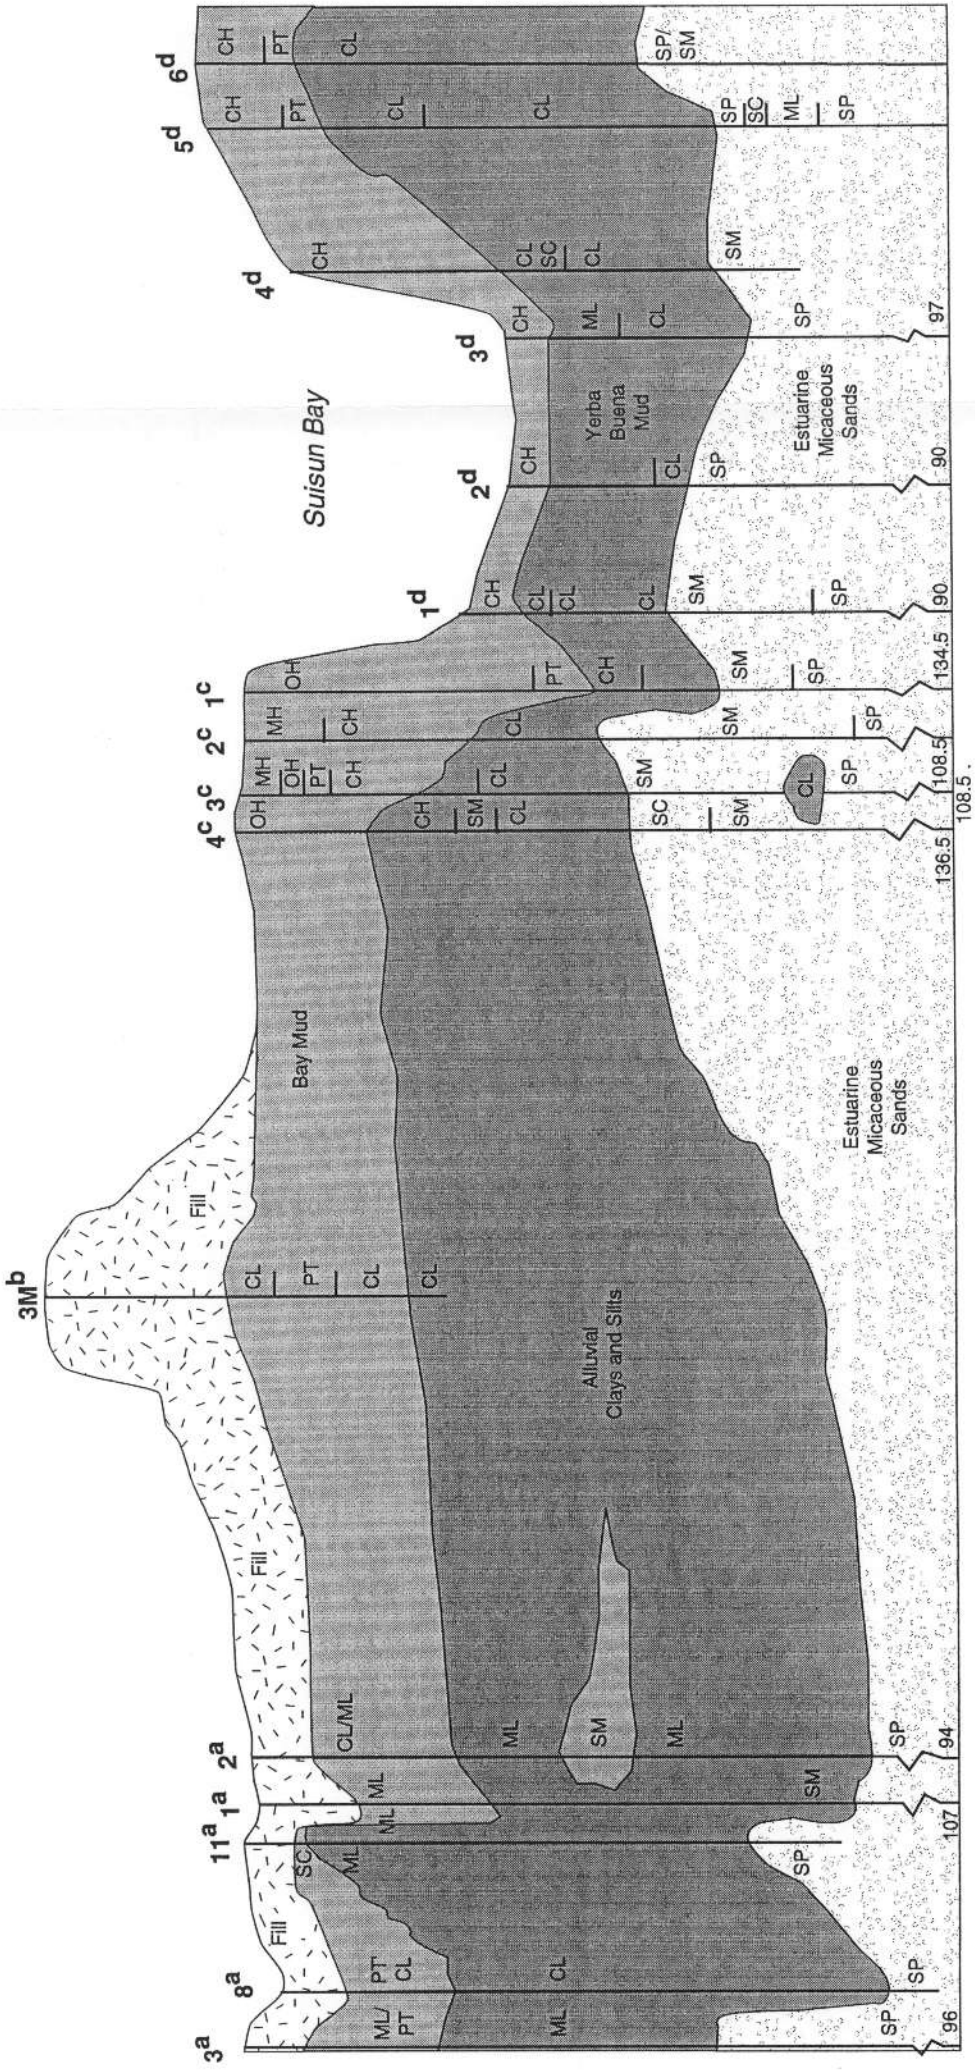 3a
8a
11a
1a
2a
3Mb
4c
3c
2c
1c
1d
2d
3d
4d
5d
6d
Suisun Bay
Fill
Fill
Fill
Bay Mud
Alluvial
Clays and Silts
Yerba
Buena
Mud
Estuarine
Micaceous
Sands
Estuarine
Micaceous
Sands
ML/
PT
ML
SP
96
PT
CL
CL
SP
SC
ML
SP
ML
107
ML
SM
CL/ML
ML
SM
ML
SP
94
CL
PT
CL
CL
OH
CH
SM
CL
SC
SM
136.5
MH
OH
PT
CH
CL
SM
CL
SP
108.5
MH
CH
CL
SM
SP
108.5
OH
PT
CH
SM
SP
134.5
CH
CL
CL
CL
SM
SP
90
CH
CL
SP
90
CH
ML
CL
SP
97
CH
CL
SC
CL
SM
CH
PT
CL
CL
SP
SC
ML
SP
CH
PT
CL
SP/
SM